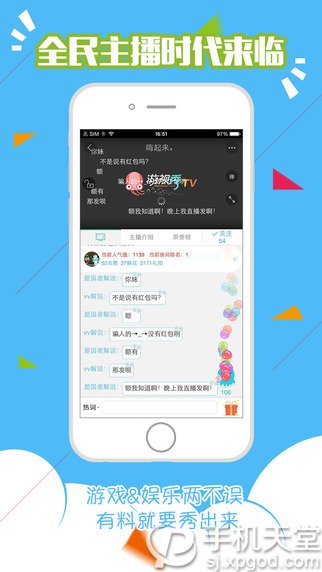 全民主播时代来临
无 SIM 卡
16:51
97%
嗨起来。
你妹
不是说有红包吗?
额
骗人的
游视秀TV
弹
额有
那发呗
额我知道啊!晚上我直播发啊!
主播介绍
荣誉榜
✓关注
54
当前人气值:1139 当前房间排名:1
52点赞 27鲜花 2171礼物
爱国者解说:
你妹
vv解说:
不是说有红包吗?
爱国者解说:
额
vv解说:
骗人的→_→没有红包啊
爱国者解说:
额有
vv解说:
那发呗
爱国者解说:
额我知道啊!晚上我直播发啊!
106
热词·
游戏&娱乐两不误
有料就要秀出来
手机天堂
sj.xpgod.com